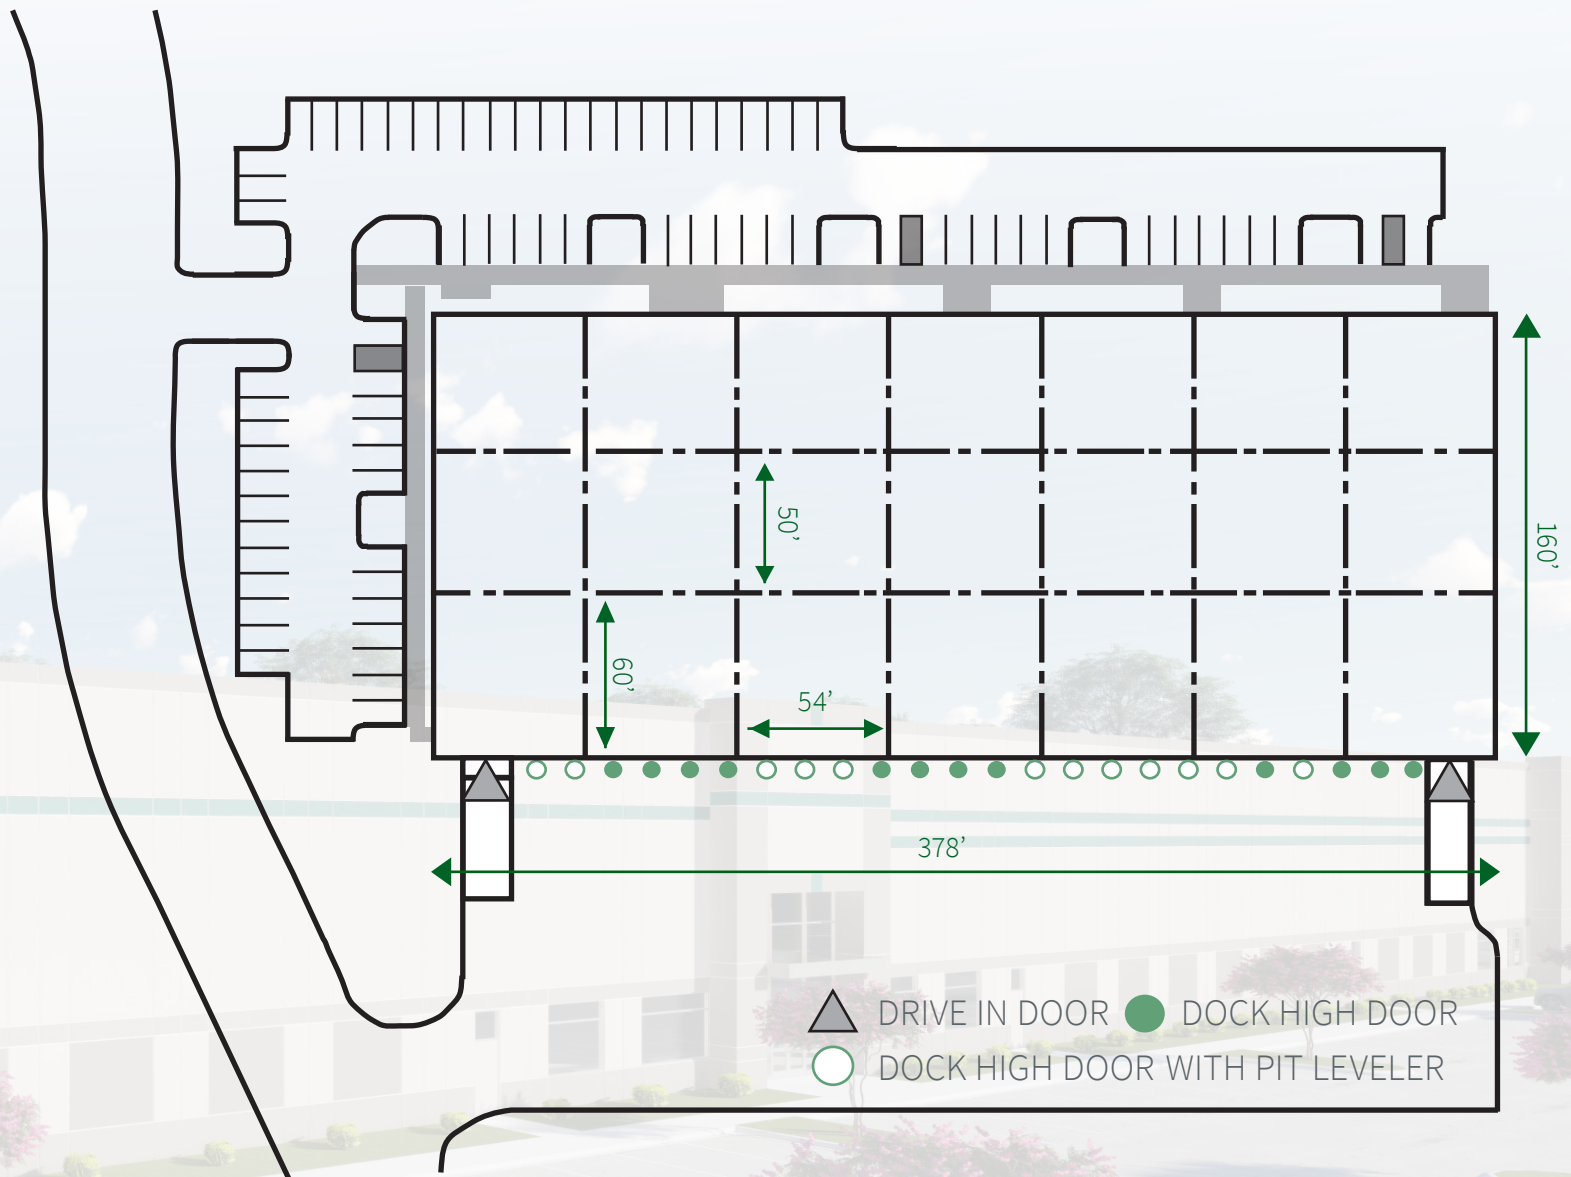 50’
160’
60’
54’
378’
DRIVE IN DOOR DOCK HIGH DOOR
DOCK HIGH DOOR WITH PIT LEVELER